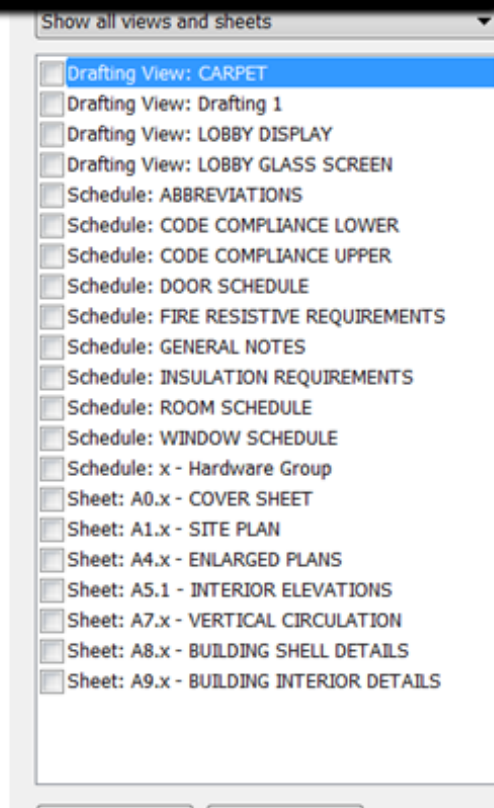 Show all views and sheets
Drafting View: CARPET
Drafting View: Drafting 1
Drafting View: LOBBY DISPLAY
Drafting View: LOBBY GLASS SCREEN
Schedule: ABBREVIATIONS
Schedule: CODE COMPLIANCE LOWER
Schedule: CODE COMPLIANCE UPPER
Schedule: DOOR SCHEDULE
Schedule: FIRE RESISTIVE REQUIREMENTS
Schedule: GENERAL NOTES
Schedule: INSULATION REQUIREMENTS
Schedule: ROOM SCHEDULE
Schedule: WINDOW SCHEDULE
Schedule: x - Hardware Group
Sheet: A0.x - COVER SHEET
Sheet: A1.x - SITE PLAN
Sheet: A4.x - ENLARGED PLANS
Sheet: A5.1 - INTERIOR ELEVATIONS
Sheet: A7.x - VERTICAL CIRCULATION
Sheet: A8.x - BUILDING SHELL DETAILS
Sheet: A9.x - BUILDING INTERIOR DETAILS